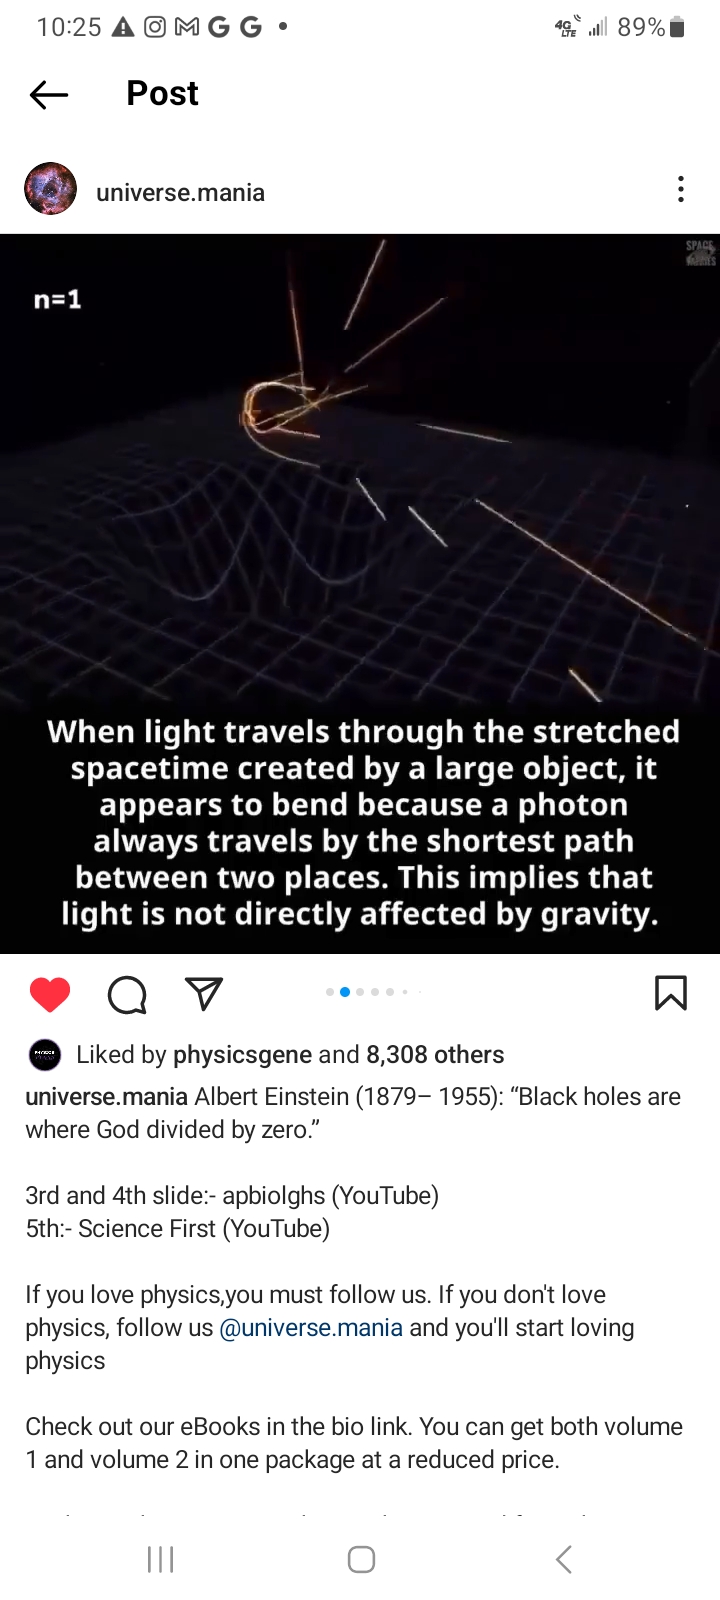 10:25
4G LTE 89%
Post
universe.mania
SPACE
n=1
When light travels through the stretched
spacetime created by a large object, it
appears to bend because a photon
always travels by the shortest path
between two places. This implies that
light is not directly affected by gravity.
Liked by physicsgene and 8,308 others
universe.mania Albert Einstein (1879– 1955): “Black holes are
where God divided by zero.”
3rd and 4th slide:- apbiolghs (YouTube)
5th:- Science First (YouTube)
If you love physics,you must follow us. If you don't love
physics, follow us @universe.mania and you'll start loving
physics
Check out our eBooks in the bio link. You can get both volume
1 and volume 2 in one package at a reduced price.